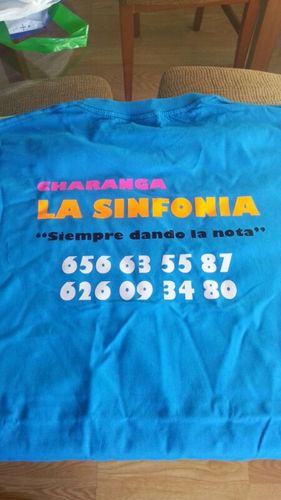 CHARANGA
LA SINFONIA
"Siempre dando la nota"
656 63 55 87
626 09 34 80